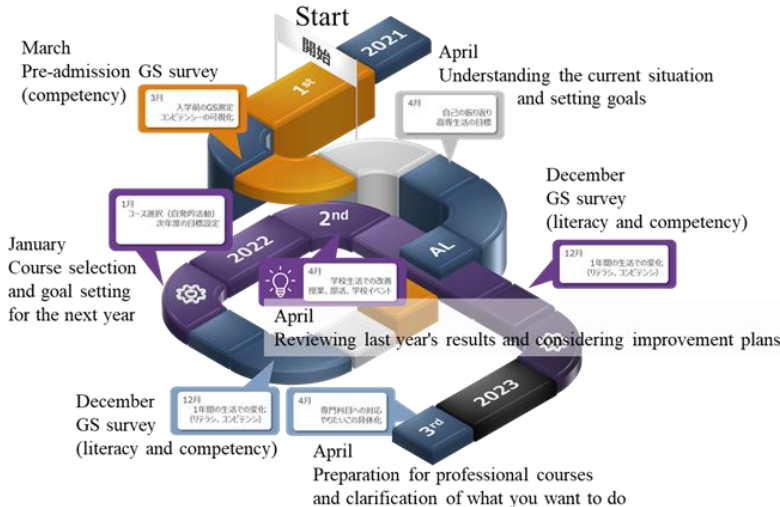 Start
開始
2021
1st
March
Pre-admission GS survey
(competency)
3月
入学前のGS測定
コンピテンシーの可視化
April
Understanding the current situation
and setting goals
4月
自己の振り返り
高専生活の目標
December
GS survey
(literacy and competency)
12月
1年間の生活での変化
(リテラシ、コンピテンシ)
AL
1月
コース選択（自発的活動）
次年度の目標設定
2nd
2022
January
Course selection
and goal setting
for the next year
4月
学校生活での改善
授業、部活、学校イベント
April
Reviewing last year's results and considering improvement plans
December
GS survey
(literacy and competency)
12月
1年間の生活での変化
(リテラシ、コンピテンシ)
4月
専門科目への対応
やりたいこの具体化
2023
3rd
April
Preparation for professional courses
and clarification of what you want to do